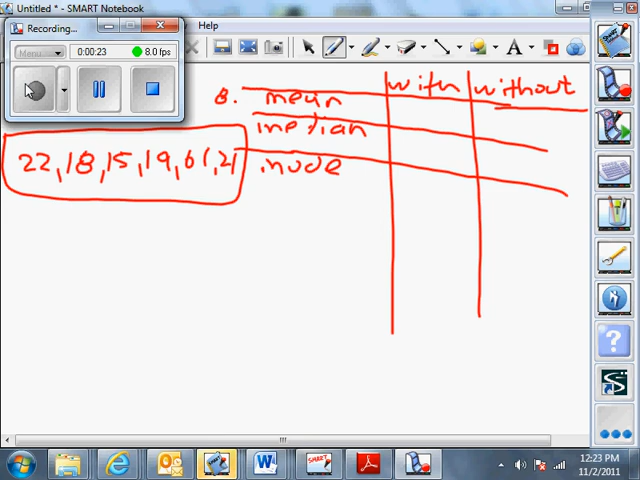 Untitled * - SMART Notebook
Recording...
Help
Menu
0:00:23
8.0 fps
with without
8. mean
median
22, 18, 15, 19, 61, 21
mode
12:23 PM
11/2/2011